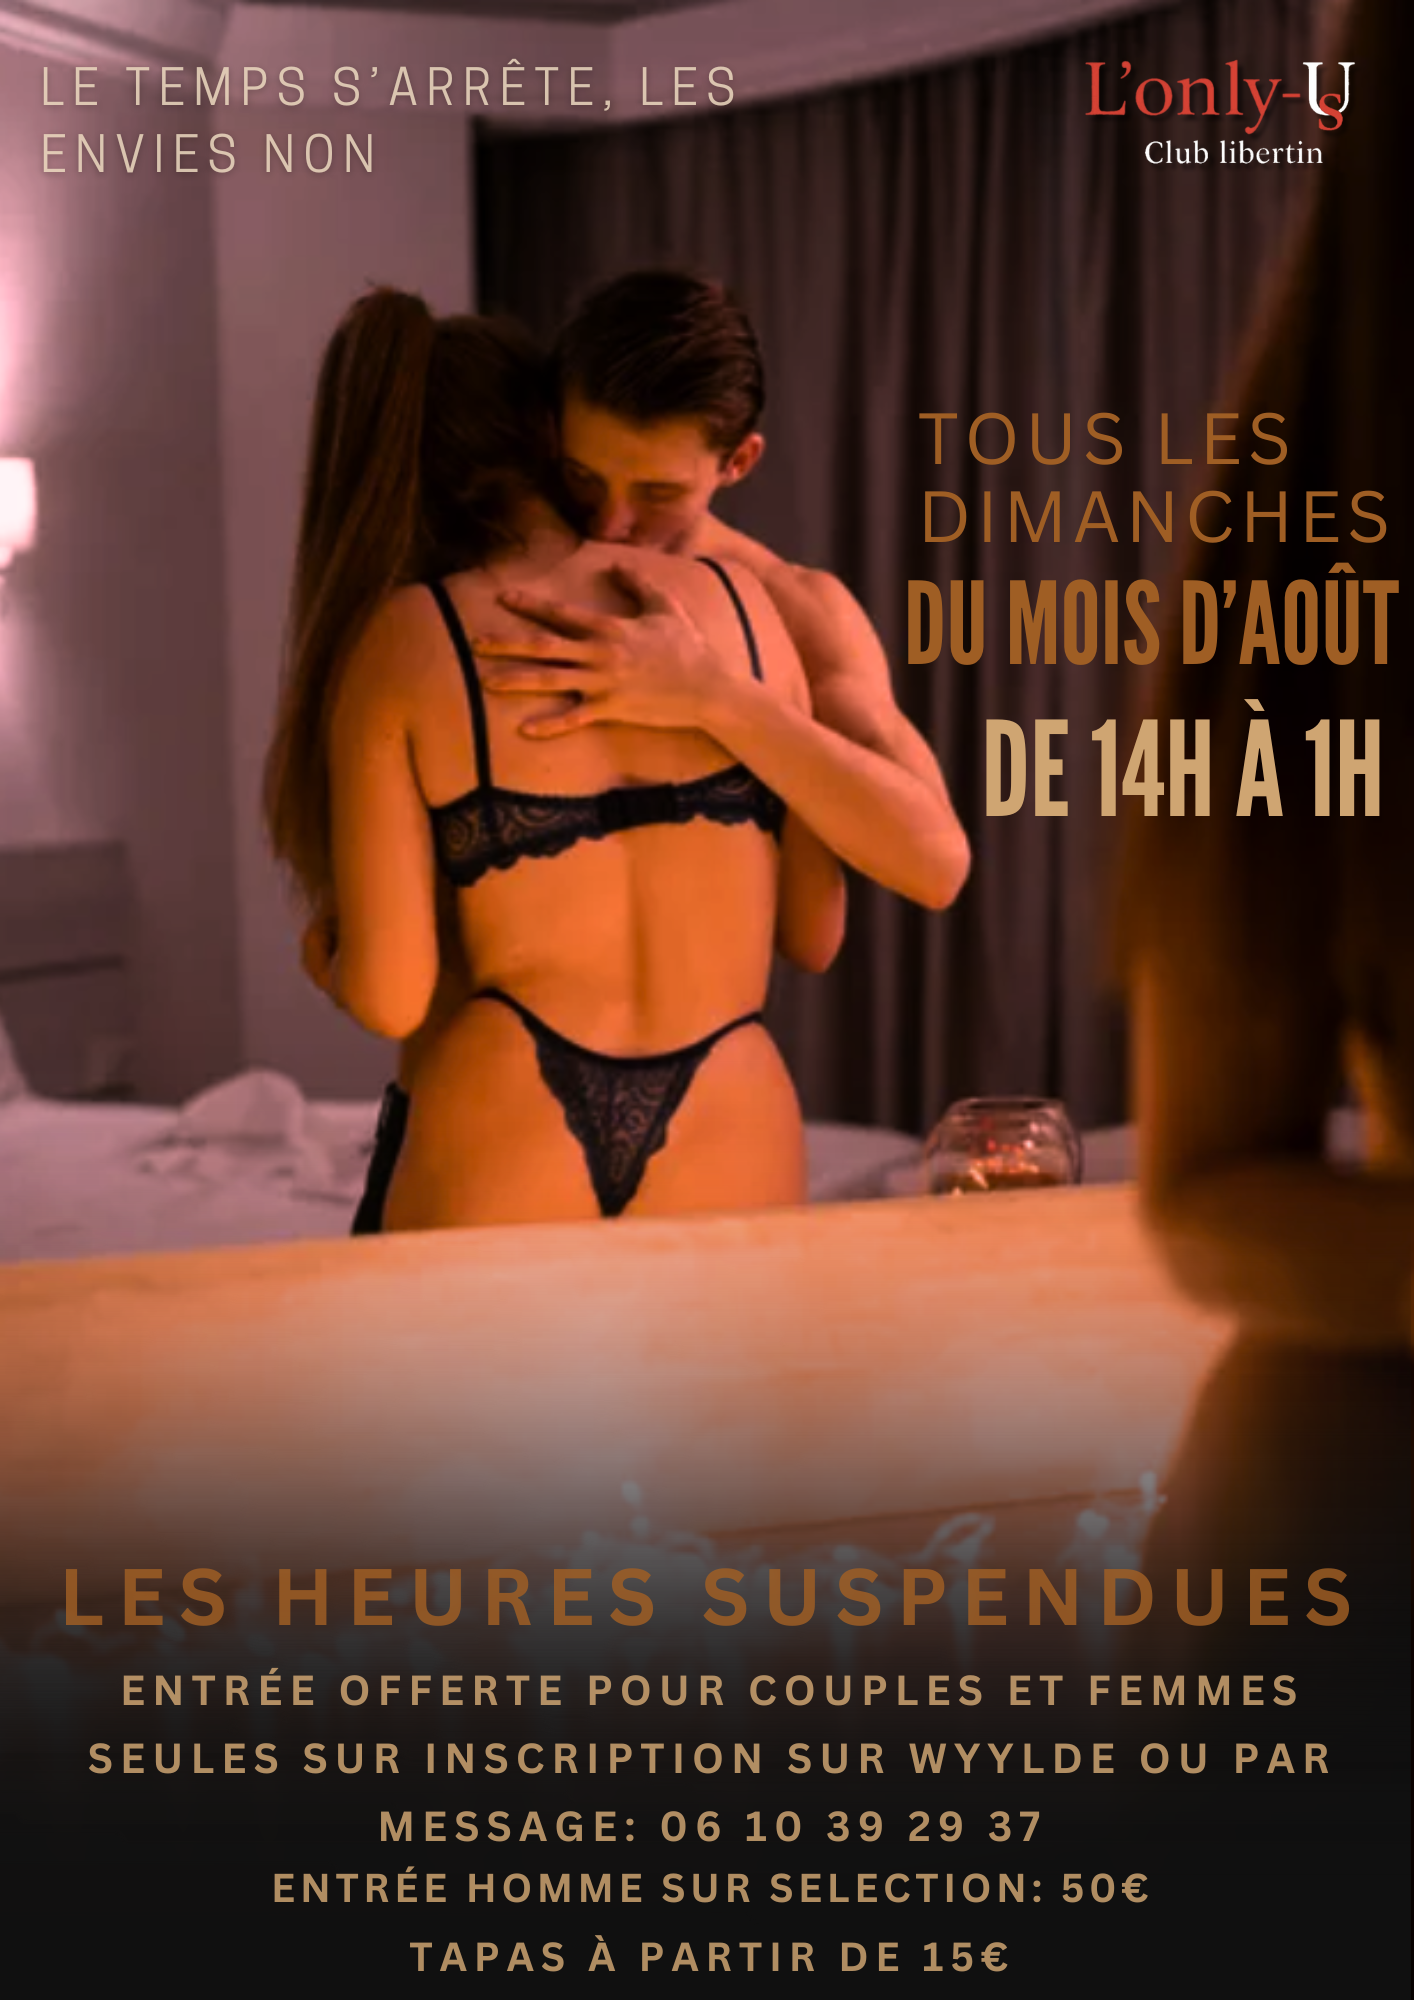 LE TEMPS S’ARRÊTE, LES
ENVIES NON
L’only-Us
Club libertin
TOUS LES
DIMANCHES
DU MOIS D’AOÛT
DE 14H À 1H
LES HEURES SUSPENDUES
ENTRÉE OFFERTE POUR COUPLES ET FEMMES
SEULES SUR INSCRIPTION SUR WYYLDE OU PAR
MESSAGE: 06 10 39 29 37
ENTRÉE HOMME SUR SELECTION: 50€
TAPAS À PARTIR DE 15€